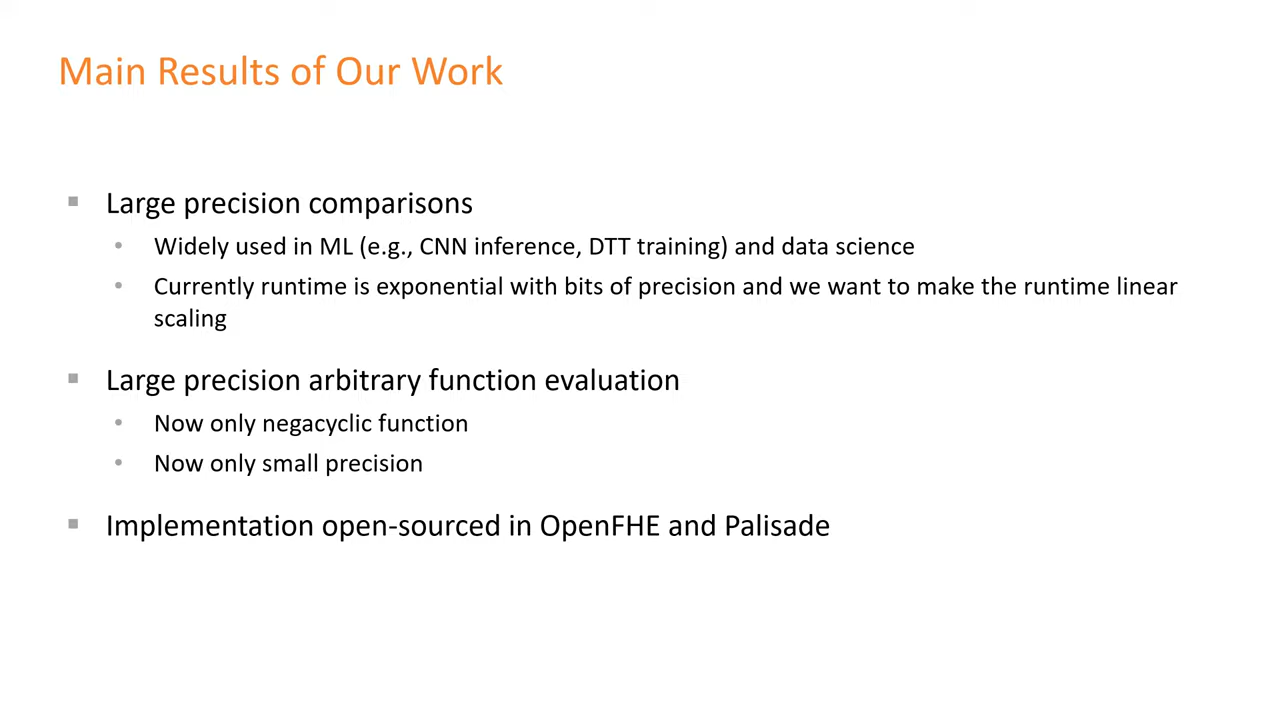 Main Results of Our Work
Large precision comparisons
Widely used in ML (e.g., CNN inference, DTT training) and data science
Currently runtime is exponential with bits of precision and we want to make the runtime linear
scaling
Large precision arbitrary function evaluation
Now only negacyclic function
Now only small precision
Implementation open-sourced in OpenFHE and Palisade